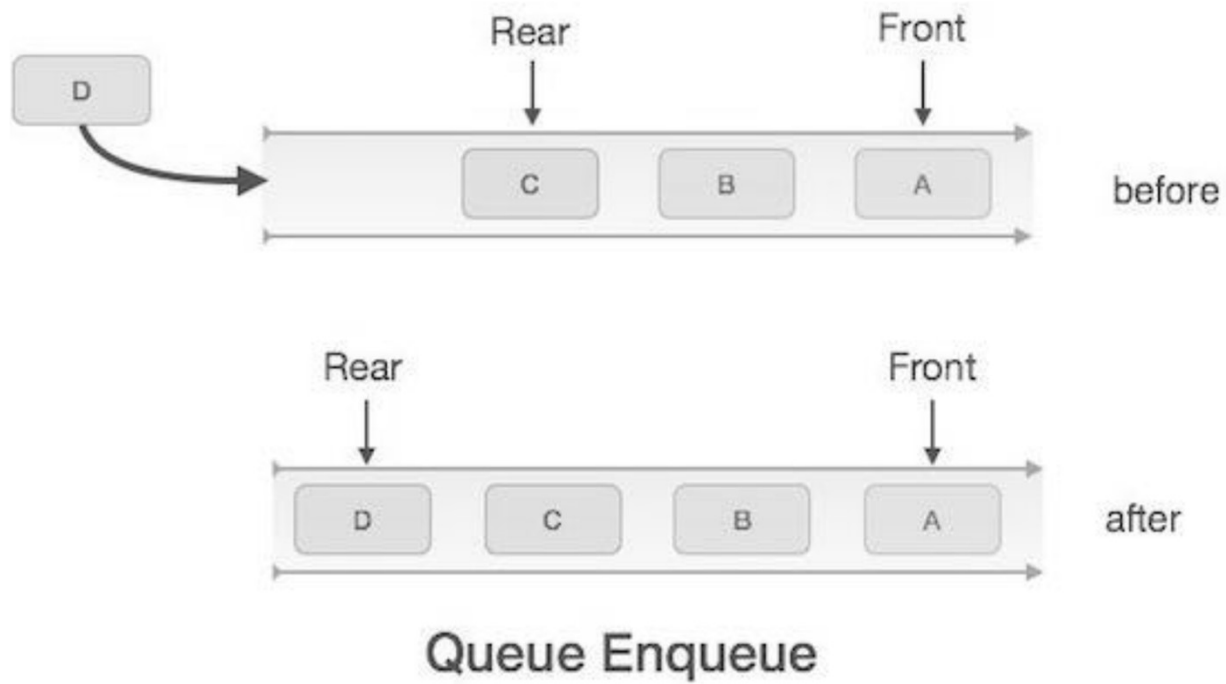 Rear Front
D
C B A before
Rear Front
D C B A after
Queue Enqueue